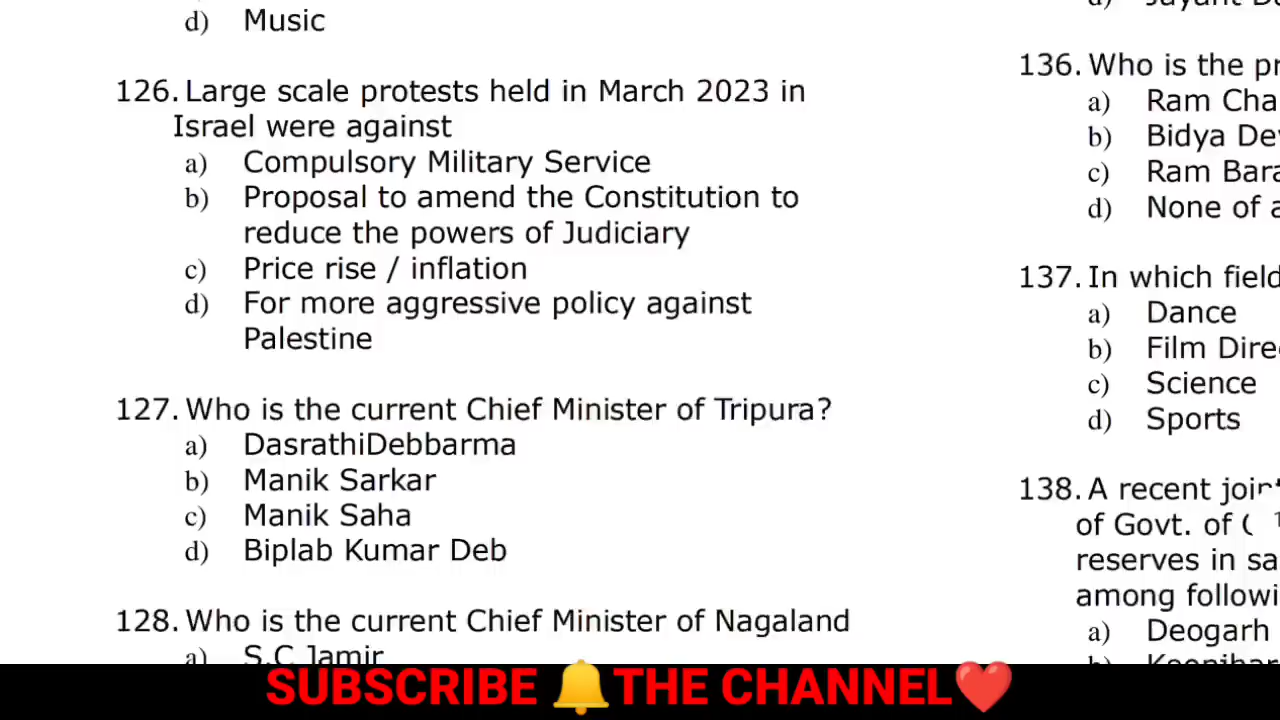 d) Music
126. Large scale protests held in March 2023 in
Israel were against
a) Compulsory Military Service
b) Proposal to amend the Constitution to
reduce the powers of Judiciary
c) Price rise / inflation
d) For more aggressive policy against
Palestine
127. Who is the current Chief Minister of Tripura?
a) DasrathiDebbarma
b) Manik Sarkar
c) Manik Saha
d) Biplab Kumar Deb
128. Who is the current Chief Minister of Nagaland
a) S.C Jamir
136. Who is the
a) Ram
b) Bidya
c) Ram
d) None of
137. In which field
a) Dance
b) Film
c) Science
d) Sports
138. A recent
of Govt. of
reserves in
among
a) Deogarh
b)
SUBSCRIBE 🔔 THE CHANNEL ❤️